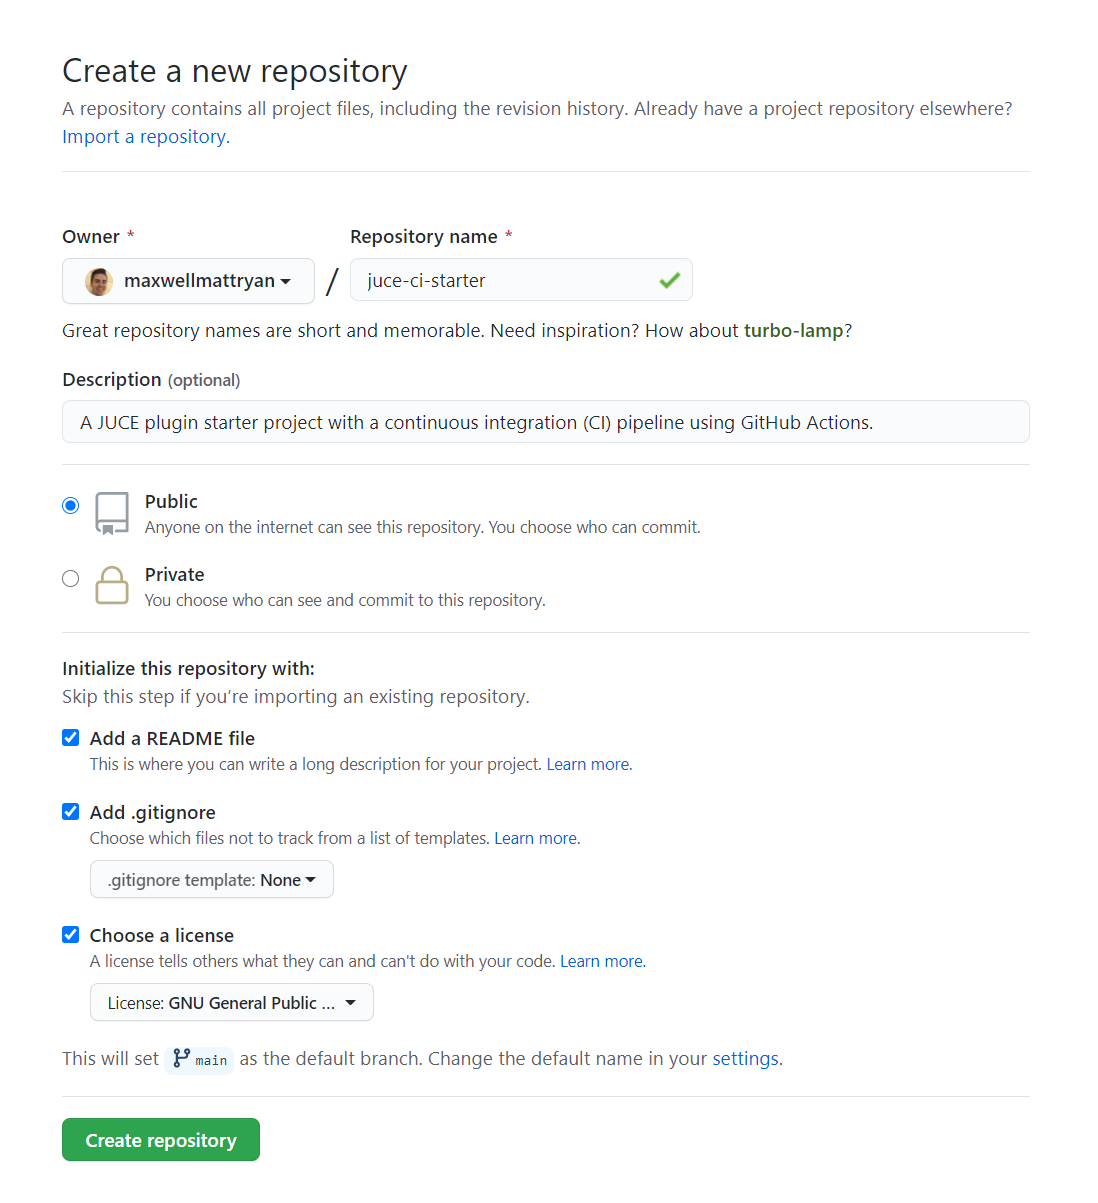 Create a new repository
A repository contains all project files, including the revision history. Already have a project repository elsewhere?
Import a repository.
Owner * Repository name *
maxwellmattryan / juce-ci-starter
Great repository names are short and memorable. Need inspiration? How about turbo-lamp?
Description (optional)
A JUCE plugin starter project with a continuous integration (CI) pipeline using GitHub Actions.
Public
Anyone on the internet can see this repository. You choose who can commit.
Private
You choose who can see and commit to this repository.
Initialize this repository with:
Skip this step if you’re importing an existing repository.
Add a README file
This is where you can write a long description for your project. Learn more.
Add .gitignore
Choose which files not to track from a list of templates. Learn more.
.gitignore template: None
Choose a license
A license tells others what they can and can't do with your code. Learn more.
License: GNU General Public ...
This will set main as the default branch. Change the default name in your settings.
Create repository